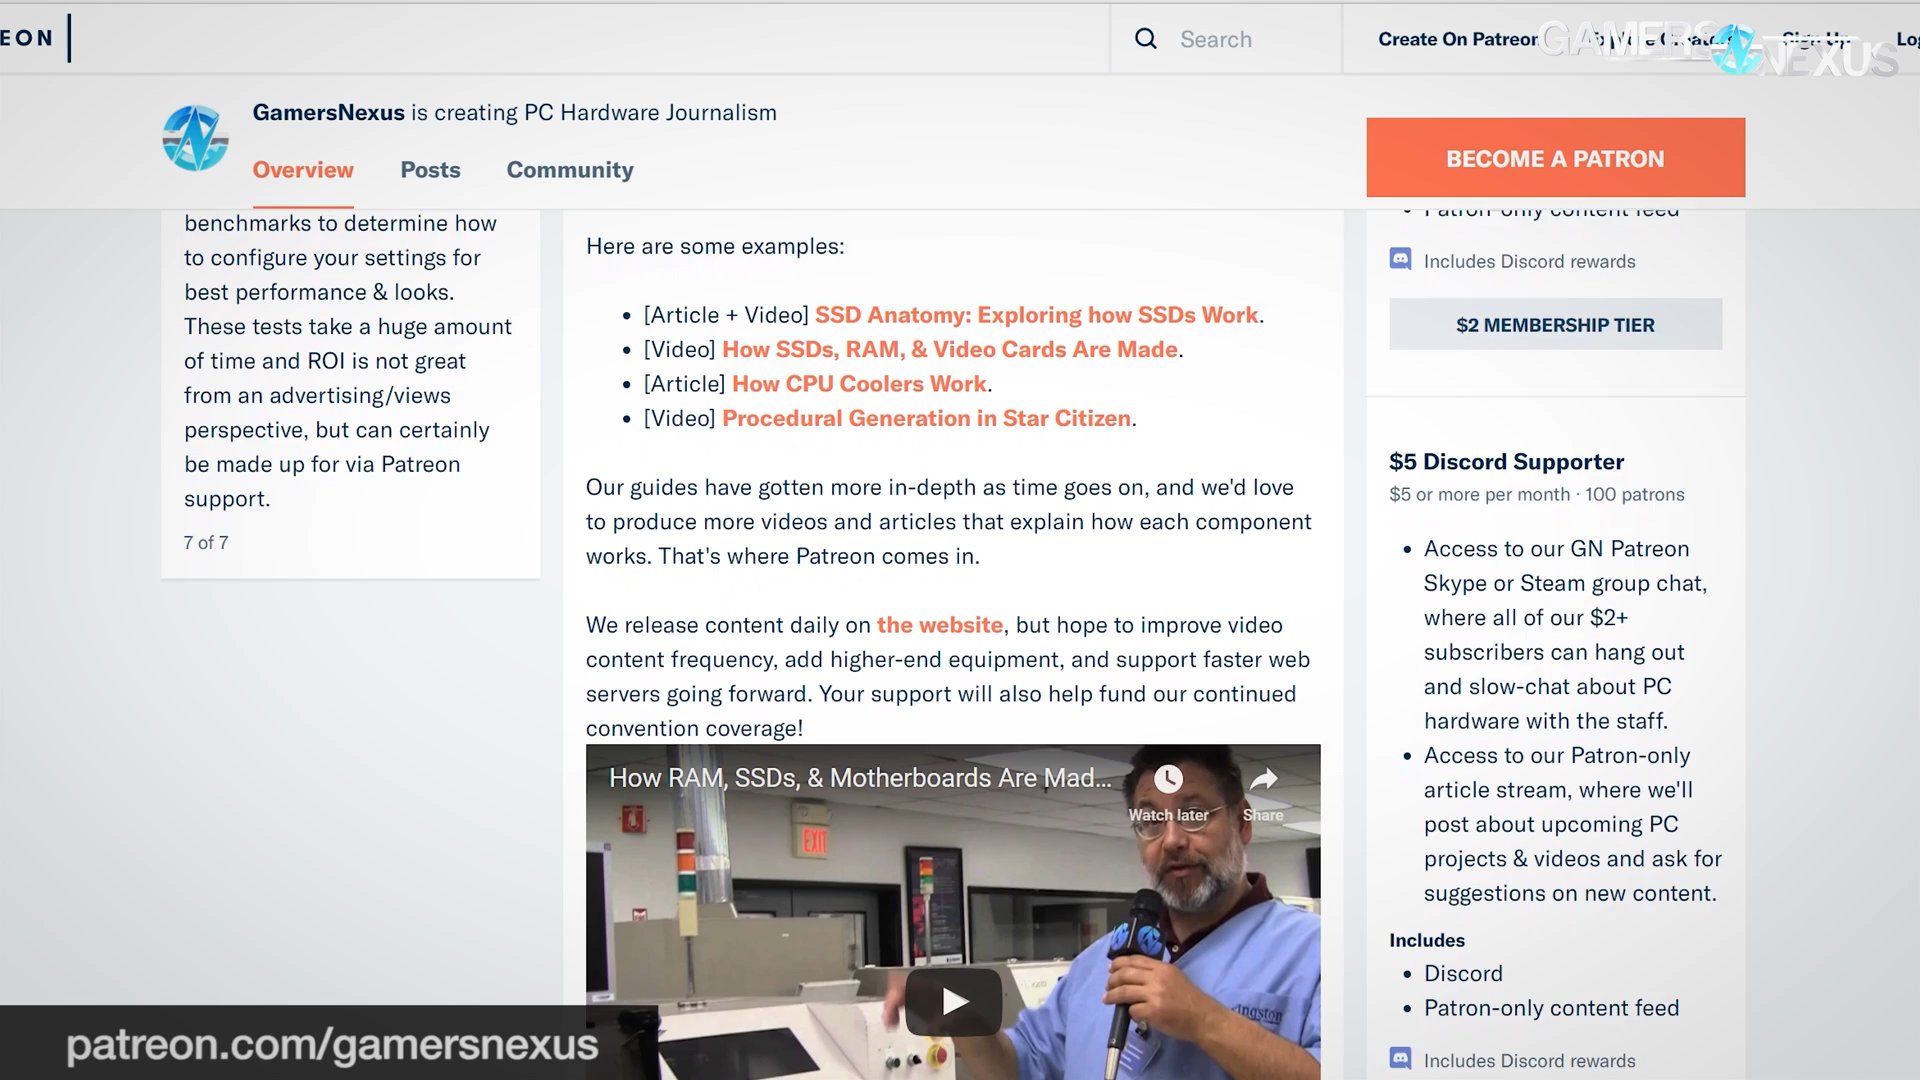 EON
Search
Create On Patreon
Sign Up
GAMERS
NEXUS
GamersNexus is creating PC Hardware Journalism
Overview
Posts
Community
BECOME A PATRON
benchmarks to determine how
to configure your settings for
best performance & looks.
These tests take a huge amount
of time and ROI is not great
from an advertising/views
perspective, but can certainly
be made up for via Patreon
support.
7 of 7
Here are some examples:
• [Article + Video] SSD Anatomy: Exploring how SSDs Work.
• [Video] How SSDs, RAM, & Video Cards Are Made.
• [Article] How CPU Coolers Work.
• [Video] Procedural Generation in Star Citizen.
Our guides have gotten more in-depth as time goes on, and we'd love
to produce more videos and articles that explain how each component
works. That's where Patreon comes in.
We release content daily on the website, but hope to improve video
content frequency, add higher-end equipment, and support faster web
servers going forward. Your support will also help fund our continued
convention coverage!
How RAM, SSDs, & Motherboards Are Mad...
Watch later
Share
EXIT
• Patron-only content feed
Includes Discord rewards
$2 MEMBERSHIP TIER
$5 Discord Supporter
$5 or more per month · 100 patrons
• Access to our GN Patreon
Skype or Steam group chat,
where all of our $2+
subscribers can hang out
and slow-chat about PC
hardware with the staff.
• Access to our Patron-only
article stream, where we'll
post about upcoming PC
projects & videos and ask for
suggestions on new content.
Includes
• Discord
• Patron-only content feed
Includes Discord rewards
patreon.com/gamersnexus